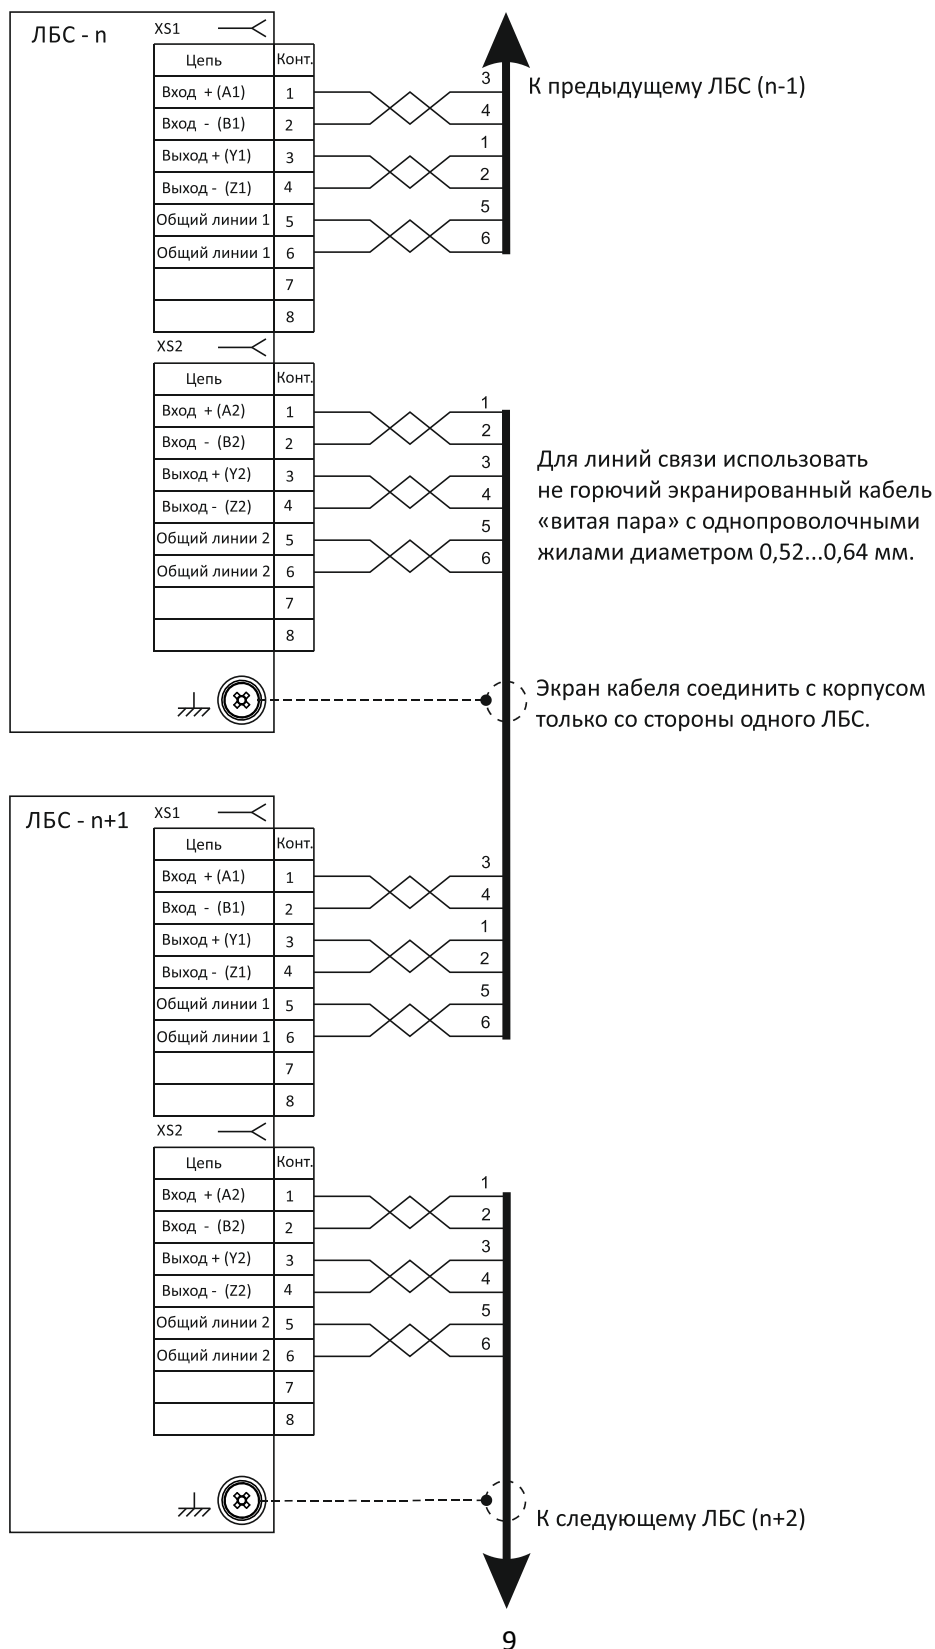 ЛБС - n
XS1
Цепь Конт.
Вход + (A1) 1 3
Вход - (B1) 2 4
Выход + (Y1) 3 1
Выход - (Z1) 4 2
Общий линии 1 5 5
Общий линии 1 6 6
7
8
К предыдущему ЛБС (n-1)
XS2
Цепь Конт.
Вход + (A2) 1 1
Вход - (B2) 2 2
Выход + (Y2) 3 3
Выход - (Z2) 4 4
Общий линии 2 5 5
Общий линии 2 6 6
7
8
Для линий связи использовать
не горючий экранированный кабель
«витая пара» с однопроволочными
жилами диаметром 0,52...0,64 мм.
Экран кабеля соединить с корпусом
только со стороны одного ЛБС.
ЛБС - n+1
XS1
Цепь Конт.
Вход + (A1) 1 3
Вход - (B1) 2 4
Выход + (Y1) 3 1
Выход - (Z1) 4 2
Общий линии 1 5 5
Общий линии 1 6 6
7
8
XS2
Цепь Конт.
Вход + (A2) 1 1
Вход - (B2) 2 2
Выход + (Y2) 3 3
Выход - (Z2) 4 4
Общий линии 2 5 5
Общий линии 2 6 6
7
8
К следующему ЛБС (n+2)
9